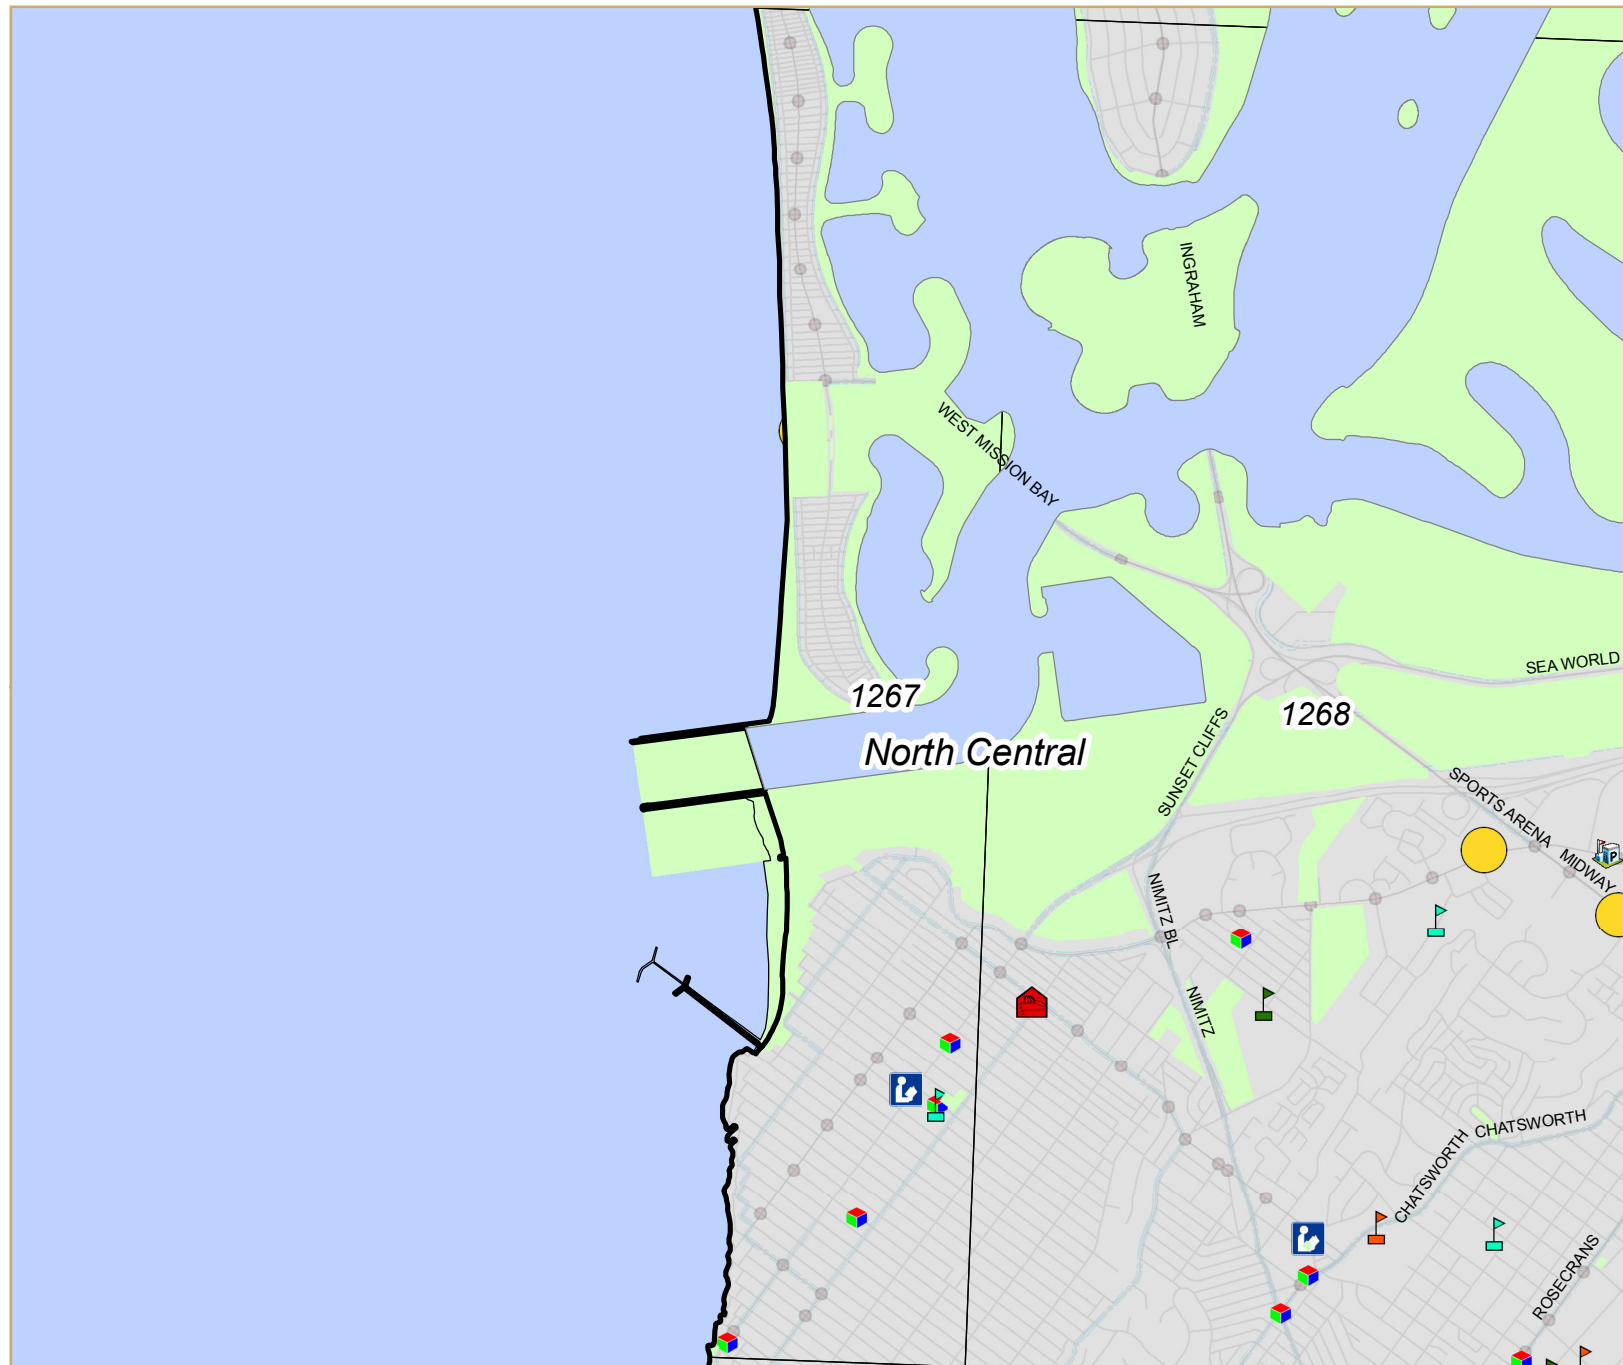 INGRAHAM
WEST MISSION BAY
SEA WORLD
1267
1268
North Central
SUNSET CLIFFS
SPORTS ARENA
MIDWAY
P
NIMITZ BL
NIMITZ
CHATSWORTH
CHATSWORTH
ROSECRANS